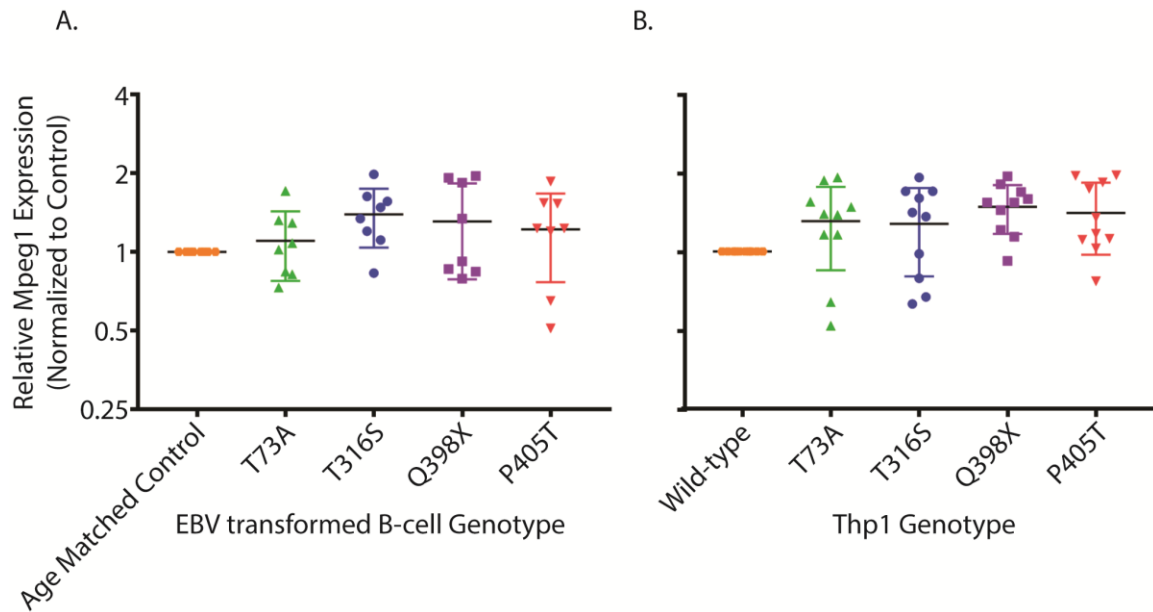 A.
B.
Relative Mpeg1 Expression
(Normalized to Control)
4
2
1
0.5
0.25
Age Matched Control
T73A
T316S
Q398X
P405T
EBV transformed B-cell Genotype
Wild-type
T73A
T316S
Q398X
P405T
Thp1 Genotype